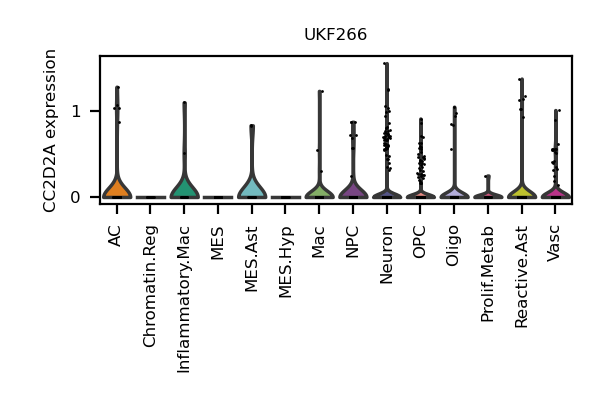 UKF266
CC2D2A expression
1
0
AC
Chromatin.Reg
Inflammatory.Mac
MES
MES.Ast
MES.Hyp
Mac
NPC
Neuron
OPC
Oligo
Prolif.Metab
Reactive.Ast
Vasc